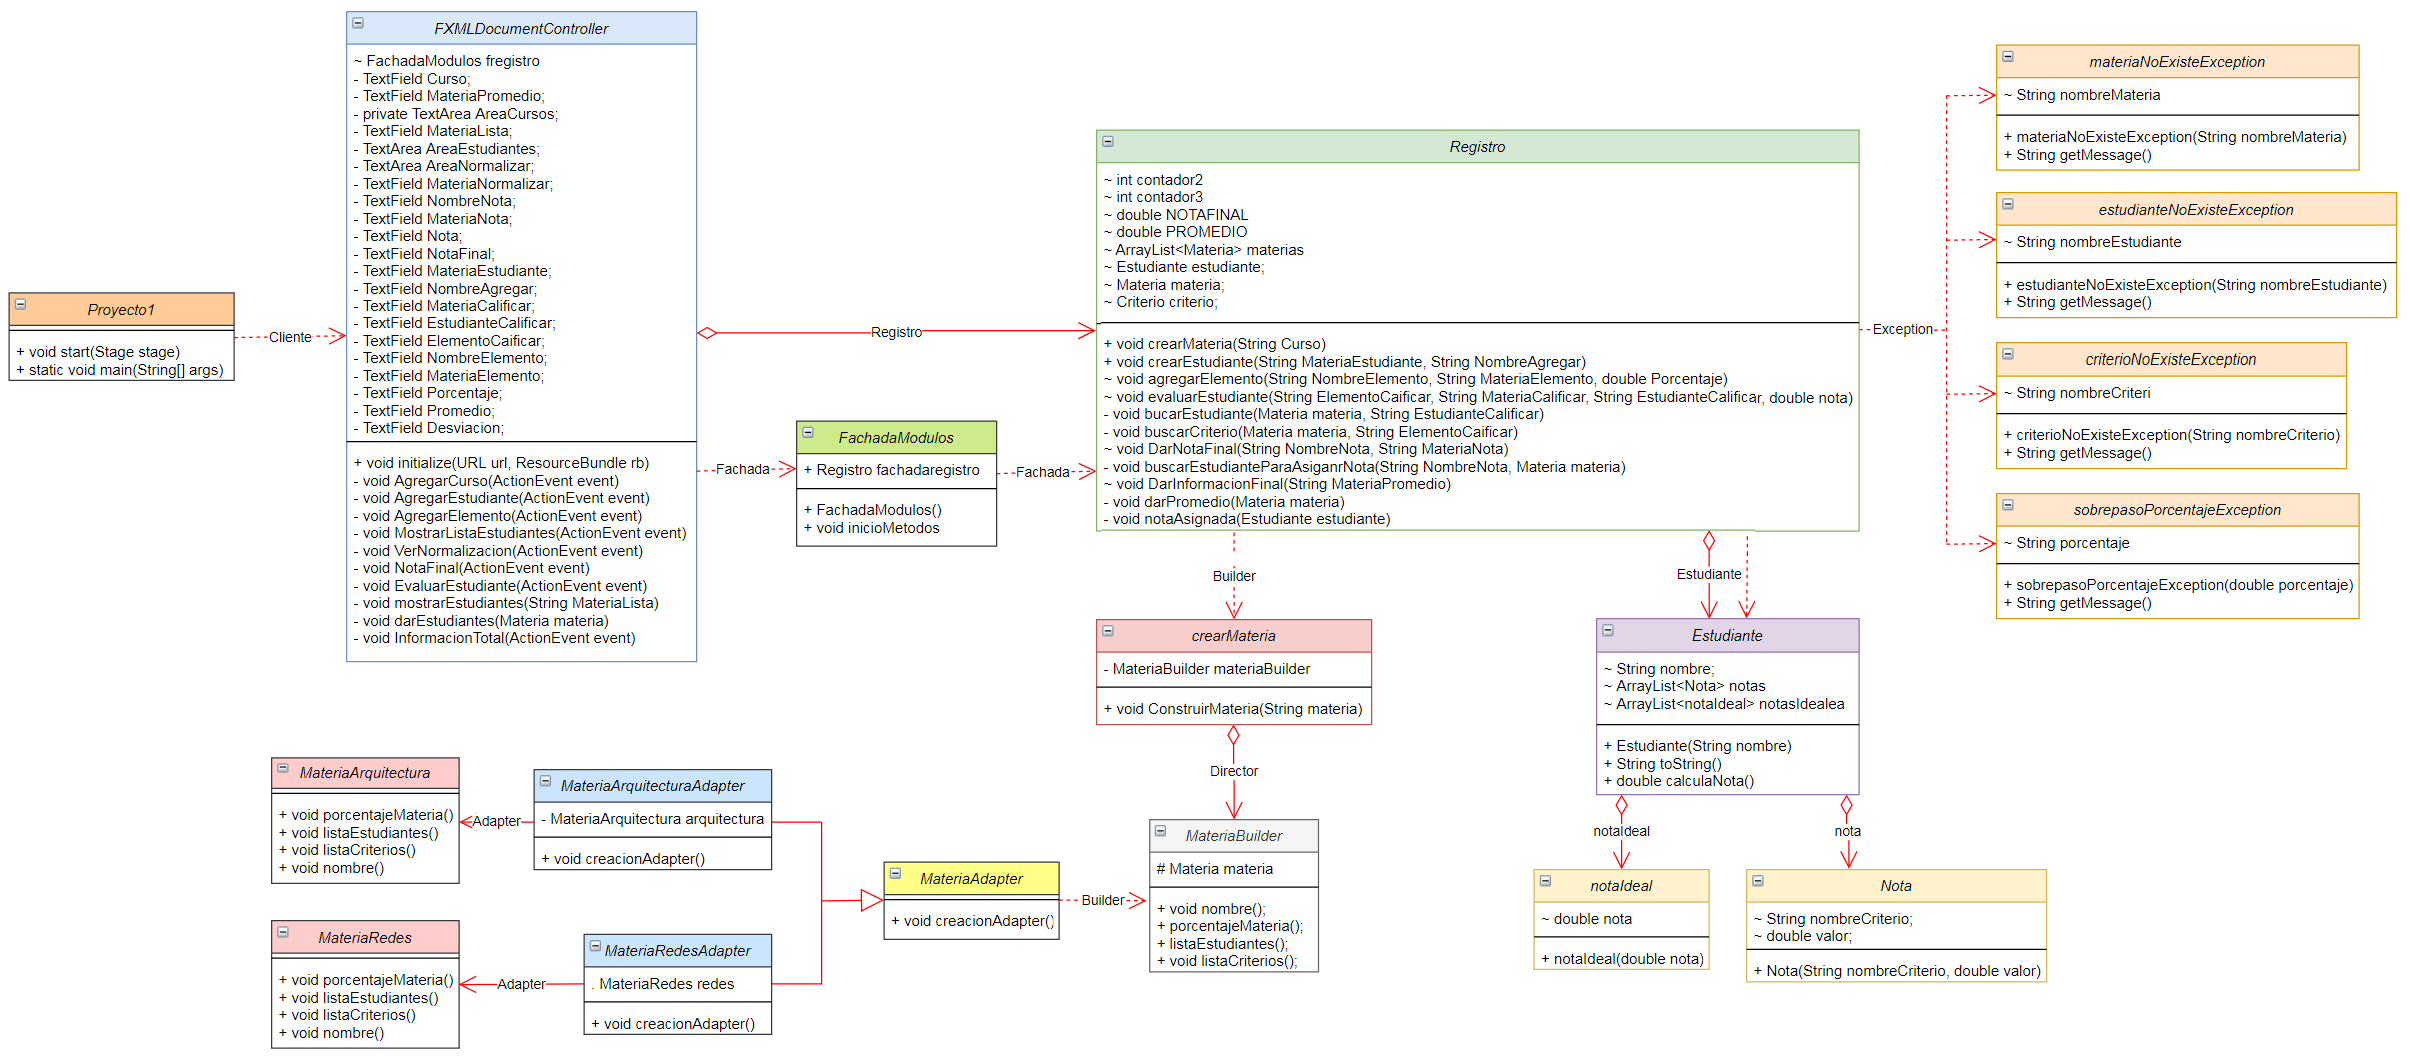 Proyecto1
+ void start(Stage stage)
+ static void main(String[] args)
Cliente
FXMLDocumentController
~ FachadaModulos fregistro
- TextField Curso;
- TextField MateriaPromedio;
- private TextArea AreaCursos;
- TextField MateriaLista;
- TextArea AreaEstudiantes;
- TextArea AreaNormalizar;
- TextField MateriaNormalizar;
- TextField NombreNota;
- TextField MateriaNota;
- TextField Nota;
- TextField NotaFinal;
- TextField MateriaEstudiante;
- TextField NombreAgregar;
- TextField MateriaCalificar;
- TextField EstudianteCalificar;
- TextField ElementoCaificar;
- TextField NombreElemento;
- TextField MateriaElemento;
- TextField Porcentaje;
- TextField Promedio;
- TextField Desviacion;
+ void initialize(URL url, ResourceBundle rb)
- void AgregarCurso(ActionEvent event)
- void AgregarEstudiante(ActionEvent event)
- void AgregarElemento(ActionEvent event)
- void MostrarListaEstudiantes(ActionEvent event)
- void VerNormalizacion(ActionEvent event)
- void NotaFinal(ActionEvent event)
- void EvaluarEstudiante(ActionEvent event)
- void mostrarEstudiantes(String MateriaLista)
- void darEstudiantes(Materia materia)
- void InformacionTotal(ActionEvent event)
Registro
Fachada
FachadaModulos
+ Registro fachadaregistro
+ FachadaModulos()
+ void inicioMetodos
Fachada
Registro
~ int contador2
~ int contador3
~ double NOTAFINAL
~ double PROMEDIO
~ ArrayList<Materia> materias
~ Estudiante estudiante;
~ Materia materia;
~ Criterio criterio;
+ void crearMateria(String Curso)
+ void crearEstudiante(String MateriaEstudiante, String NombreAgregar)
~ void agregarElemento(String NombreElemento, String MateriaElemento, double Porcentaje)
~ void evaluarEstudiante(String ElementoCaificar, String MateriaCalificar, String EstudianteCalificar, double nota)
- void bucarEstudiante(Materia materia, String EstudianteCalificar)
- void buscarCriterio(Materia materia, String ElementoCaificar)
~ void DarNotaFinal(String NombreNota, String MateriaNota)
- void buscarEstudianteParaAsiganrNota(String NombreNota, Materia materia)
~ void DarInformacionFinal(String MateriaPromedio)
- void darPromedio(Materia materia)
- void notaAsignada(Estudiante estudiante)
Exception
materiaNoExisteException
~ String nombreMateria
+ materiaNoExisteException(String nombreMateria)
+ String getMessage()
estudianteNoExisteException
~ String nombreEstudiante
+ estudianteNoExisteException(String nombreEstudiante)
+ String getMessage()
criterioNoExisteException
~ String nombreCriteri
+ criterioNoExisteException(String nombreCriterio)
+ String getMessage()
sobrepasoPorcentajeException
~ String porcentaje
+ sobrepasoPorcentajeException(double porcentaje)
+ String getMessage()
Builder
Estudiante
crearMateria
- MateriaBuilder materiaBuilder
+ void ConstruirMateria(String materia)
Director
Estudiante
~ String nombre;
~ ArrayList<Nota> notas
~ ArrayList<notaIdeal> notasIdealea
+ Estudiante(String nombre)
+ String toString()
+ double calculaNota()
notaIdeal
nota
MateriaArquitectura
+ void porcentajeMateria()
+ void listaEstudiantes()
+ void listaCriterios()
+ void nombre()
Adapter
MateriaArquitecturaAdapter
- MateriaArquitectura arquitectura
+ void creacionAdapter()
MateriaRedes
+ void porcentajeMateria()
+ void listaEstudiantes()
+ void listaCriterios()
+ void nombre()
Adapter
MateriaRedesAdapter
. MateriaRedes redes
+ void creacionAdapter()
MateriaAdapter
+ void creacionAdapter()
Builder
MateriaBuilder
# Materia materia
+ void nombre();
+ porcentajeMateria();
+ listaEstudiantes();
+ void listaCriterios();
notaIdeal
~ double nota
+ notaIdeal(double nota)
Nota
~ String nombreCriterio;
~ double valor;
+ Nota(String nombreCriterio, double valor)